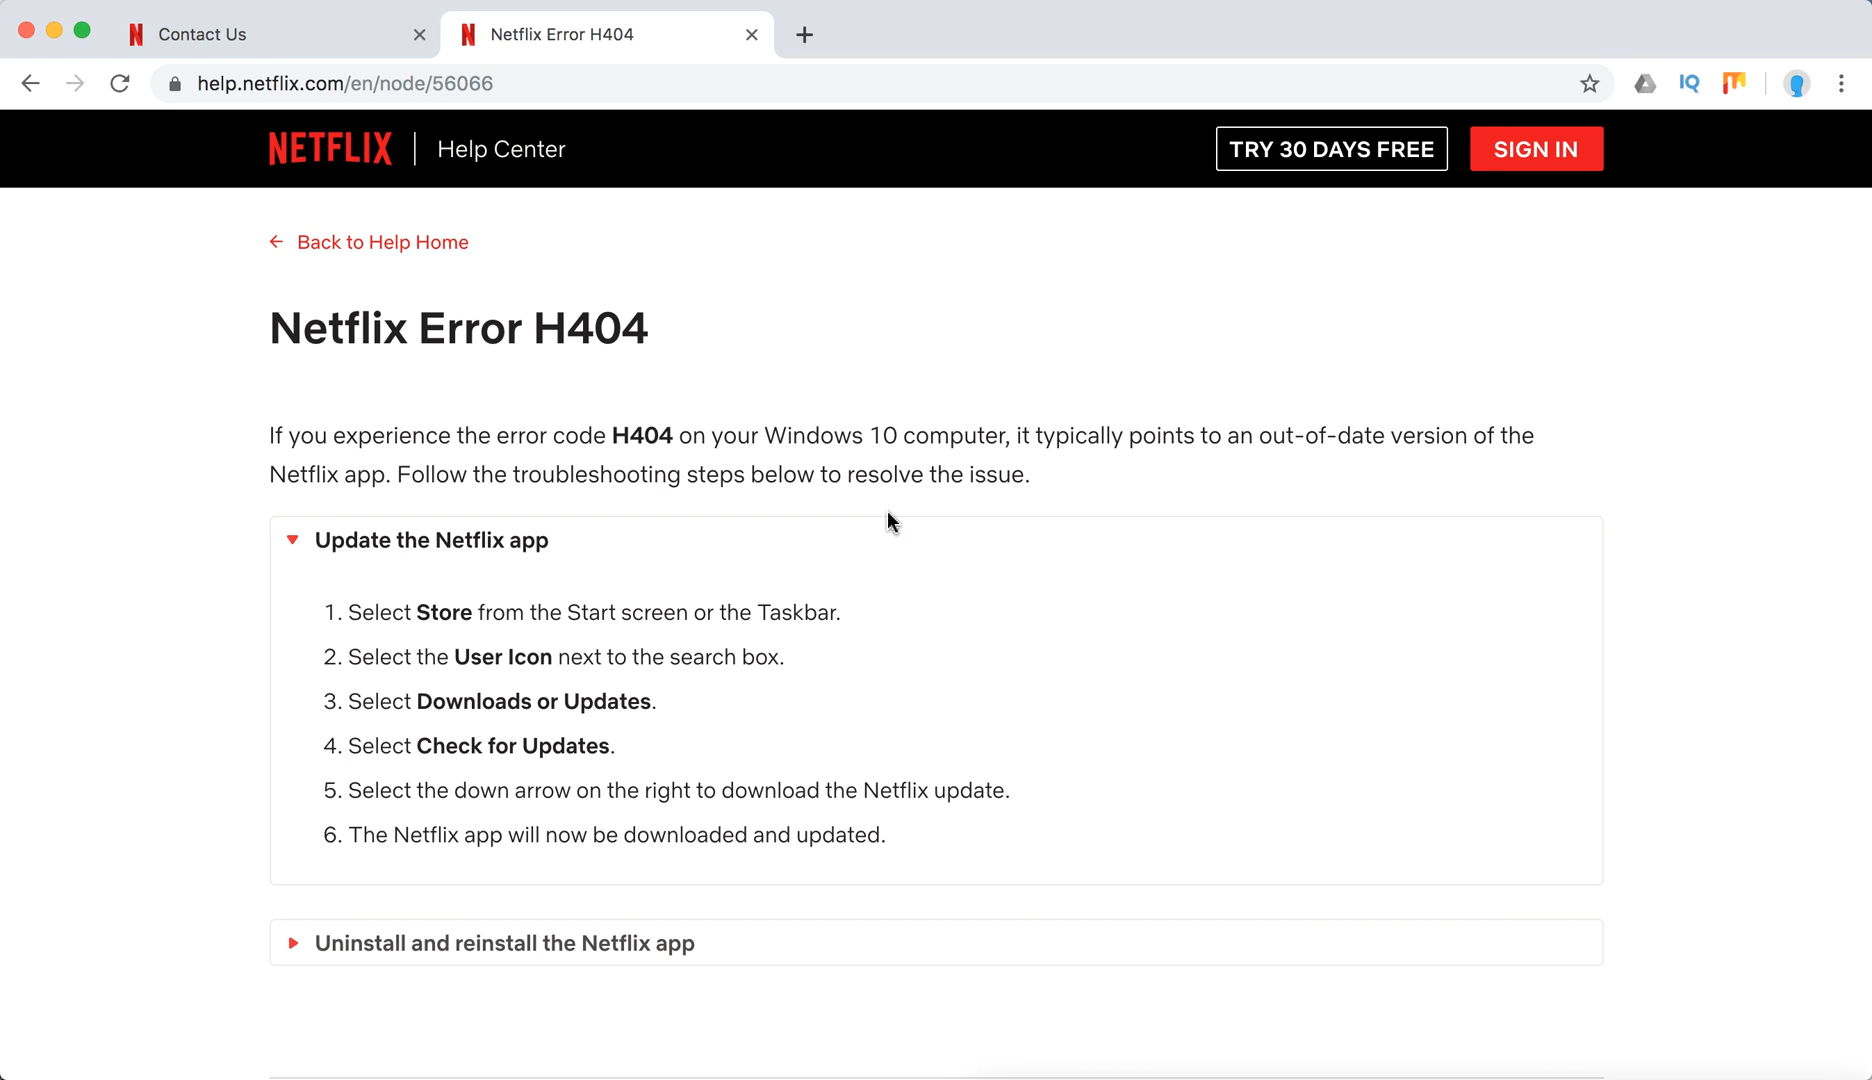 Contact Us
Netflix Error H404
help.netflix.com/en/node/56066
IQ
NETFLIX Help Center
TRY 30 DAYS FREE
SIGN IN
Back to Help Home
Netflix Error H404
If you experience the error code H404 on your Windows 10 computer, it typically points to an out-of-date version of the
Netflix app. Follow the troubleshooting steps below to resolve the issue.
Update the Netflix app
1. Select Store from the Start screen or the Taskbar.
2. Select the User Icon next to the search box.
3. Select Downloads or Updates.
4. Select Check for Updates.
5. Select the down arrow on the right to download the Netflix update.
6. The Netflix app will now be downloaded and updated.
Uninstall and reinstall the Netflix app